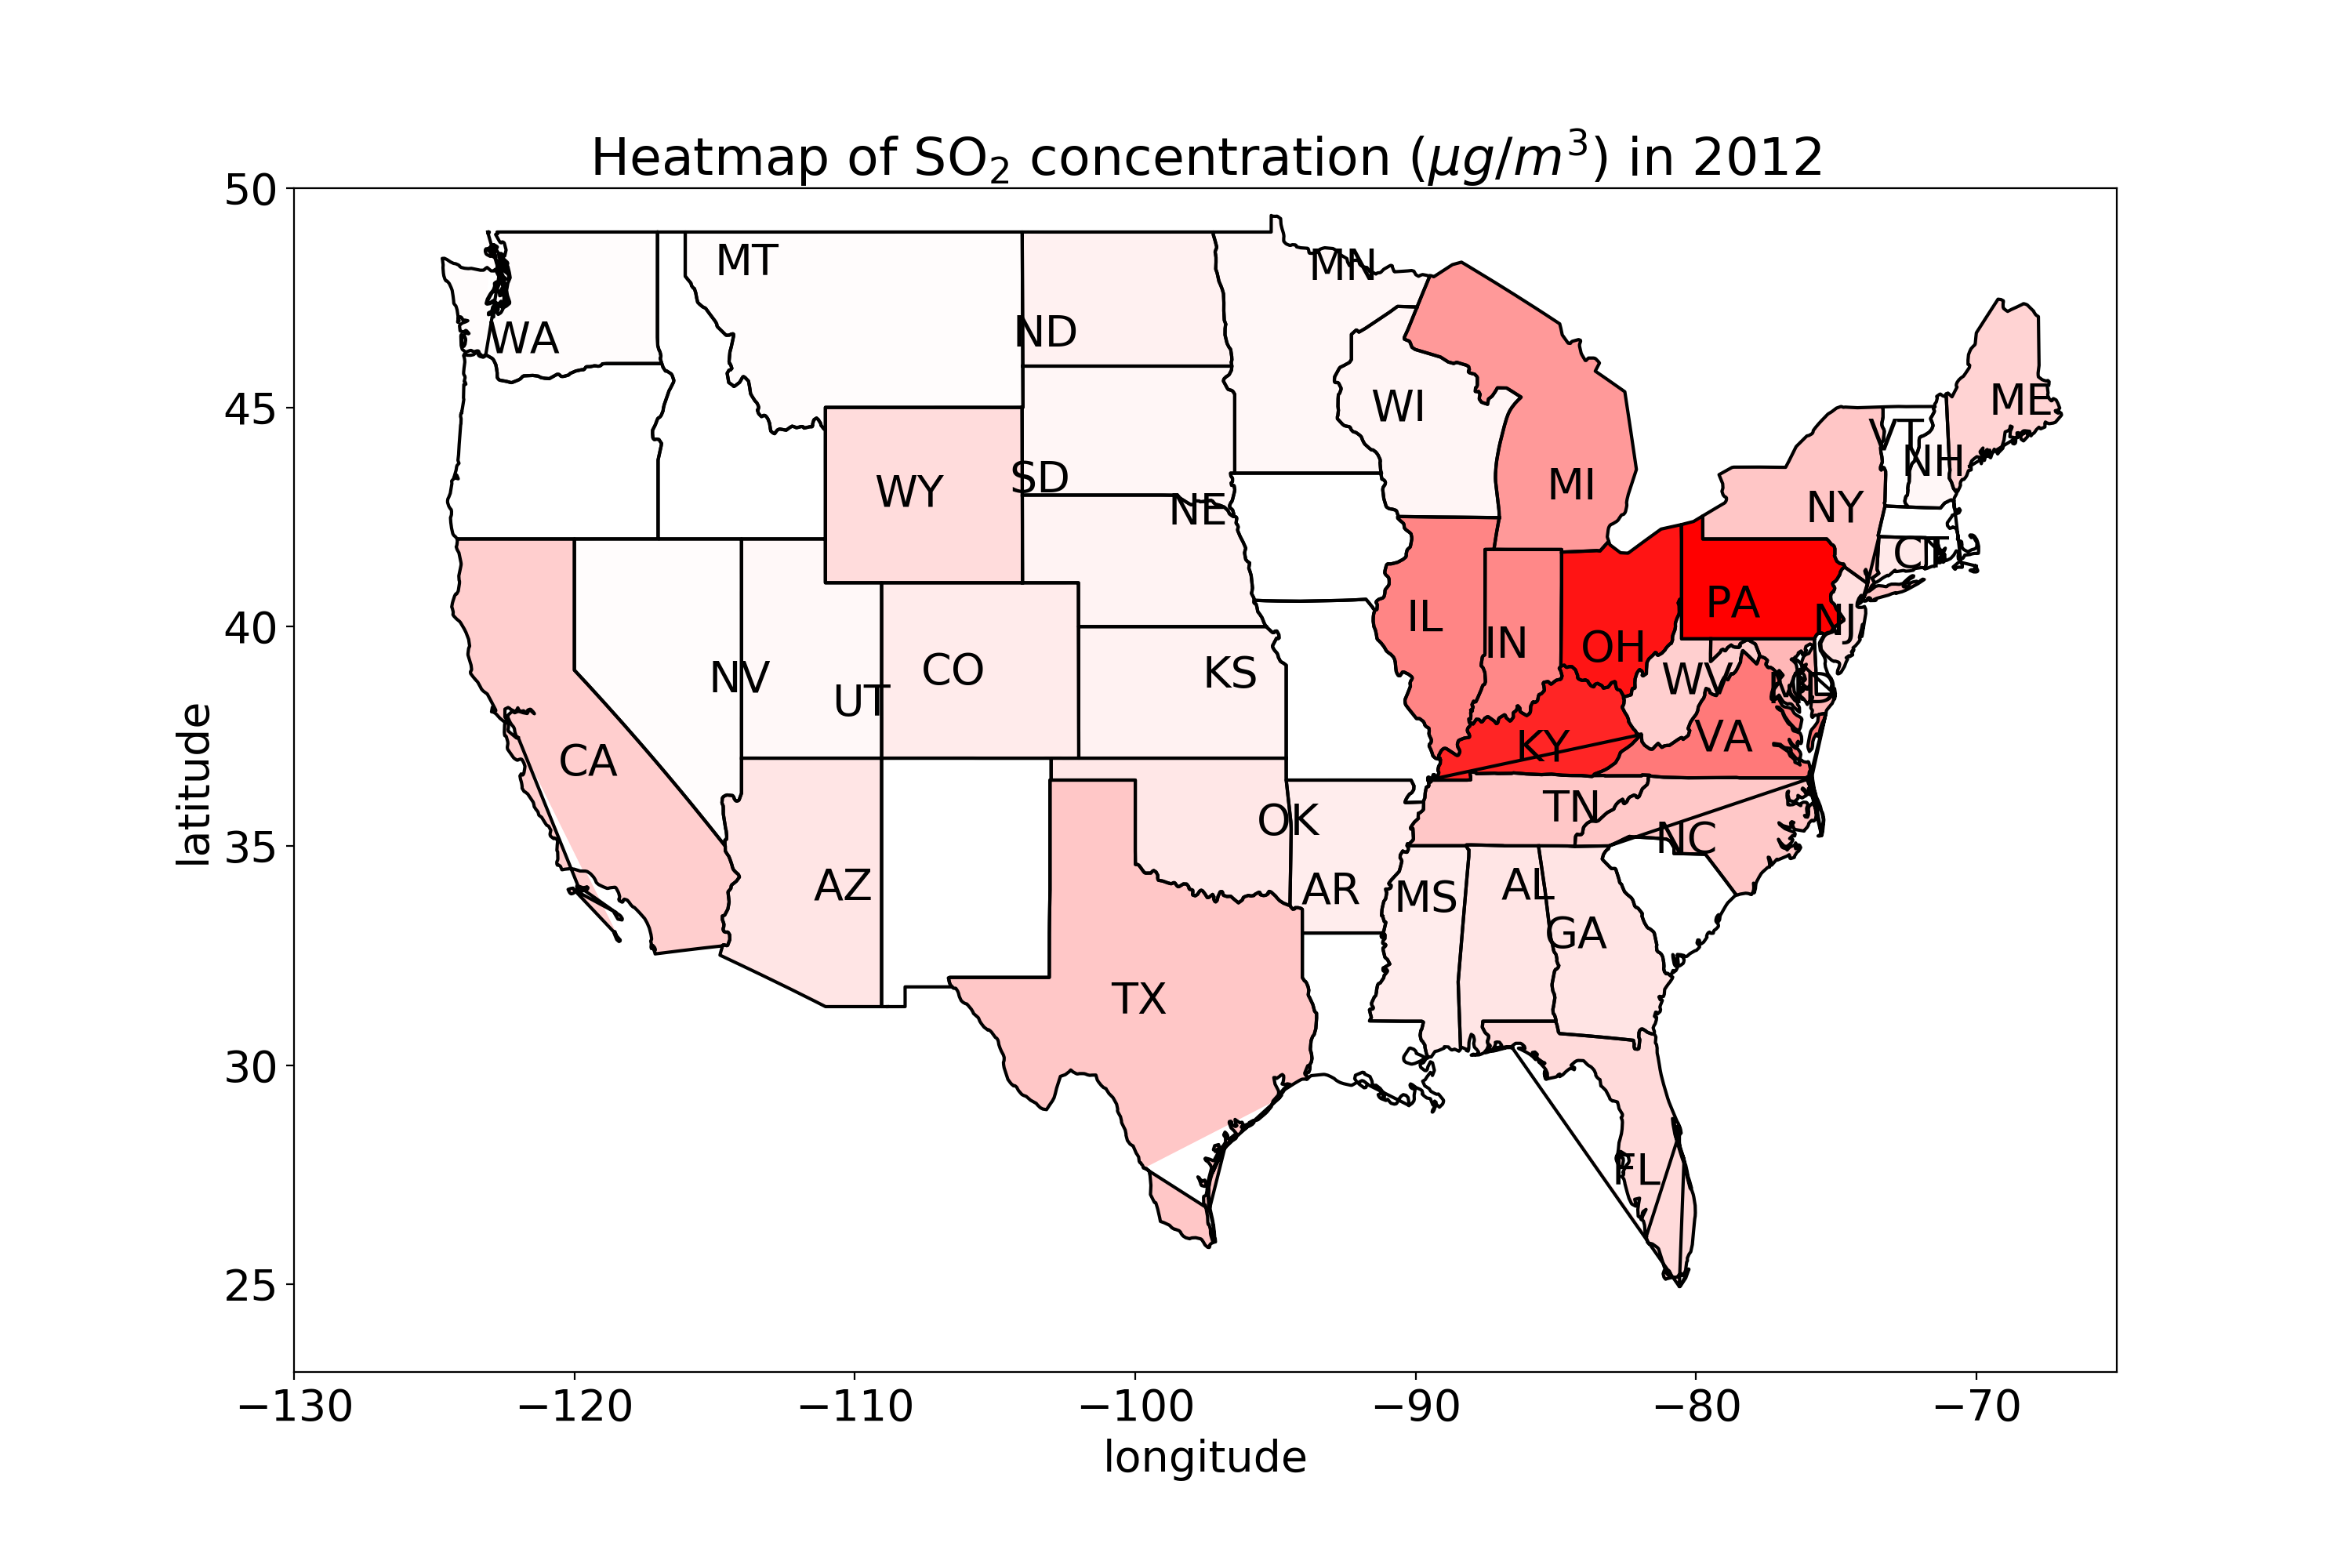 Heatmap of SO₂ concentration (μg/m³) in 2012
50
MT
MN
ND
WA
45
WI
ME
VT
NH
WY
SD
NE
MI
NY
CT
40
IL
IN
OH
PA
NJ
NV
UT
CO
KS
WV
MD
CA
KY
VA
latitude
35
OK
TN
NC
AZ
AR
MS
AL
GA
TX
30
FL
25
−130
−120
−110
−100
−90
−80
−70
longitude